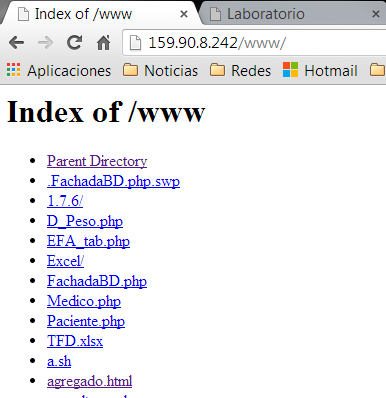 Index of /www
Laboratorio
159.90.8.242/www/
Aplicaciones
Noticias
Redes
Hotmail
Index of /www
Parent Directory
.FachadaBD.php.swp
1.7.6/
D_Peso.php
EFA_tab.php
Excel/
FachadaBD.php
Medico.php
Paciente.php
TFD.xlsx
a.sh
agregado.html